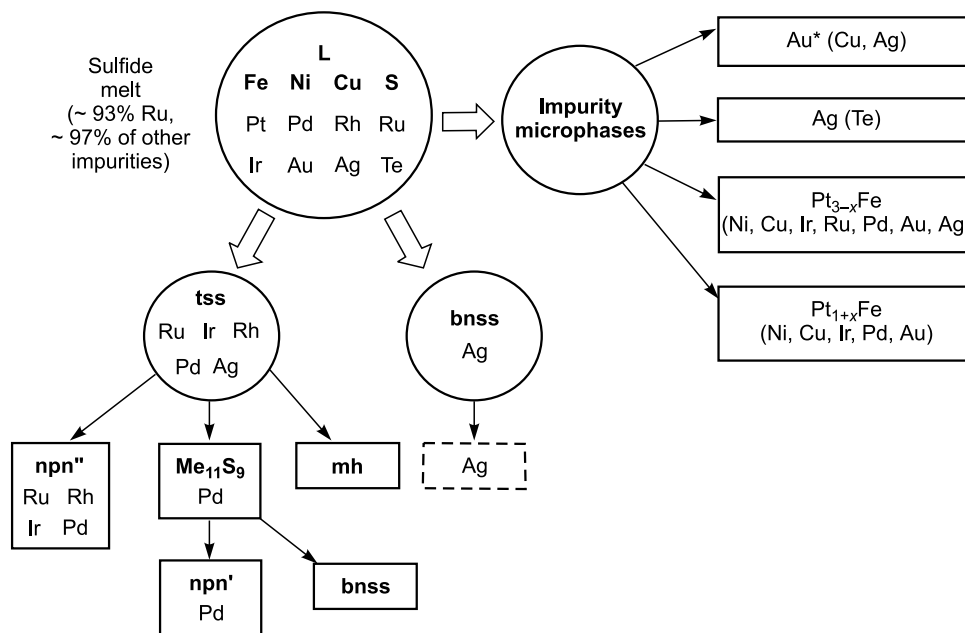 Sulfide
melt
(~ 93% Ru,
~ 97% of other
impurities)
L
Fe Ni Cu S
Pt Pd Rh Ru
Ir Au Ag Te
Impurity
microphases
Au* (Cu, Ag)
Ag (Te)
Pt₃₋ₓFe
(Ni, Cu, Ir, Ru, Pd, Au, Ag
Pt₁₊ₓFe
(Ni, Cu, Ir, Pd, Au)
tss
Ru Ir Rh
Pd Ag
bnss
Ag
npn"
Ru Rh
Ir Pd
Me₁₁S₉
Pd
mh
Ag
npn'
Pd
bnss